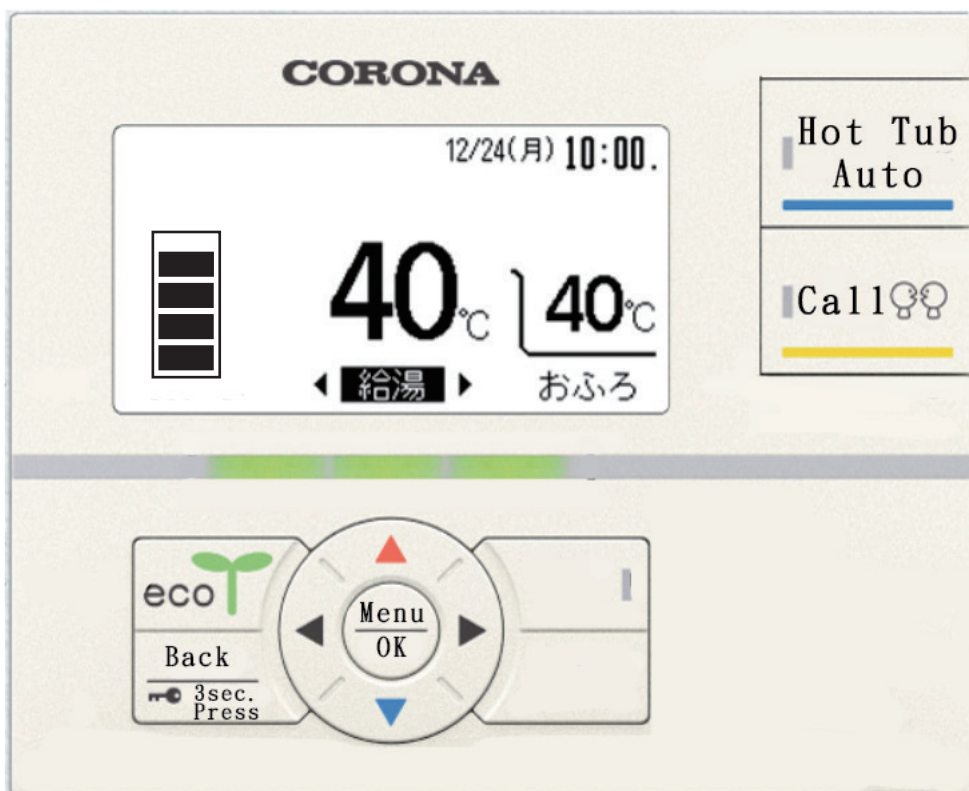 CORONA
12/24(月) 10:00.
40℃
40℃
給湯
おふろ
Hot Tub
Auto
Call
eco
Menu
OK
Back
3sec.
Press